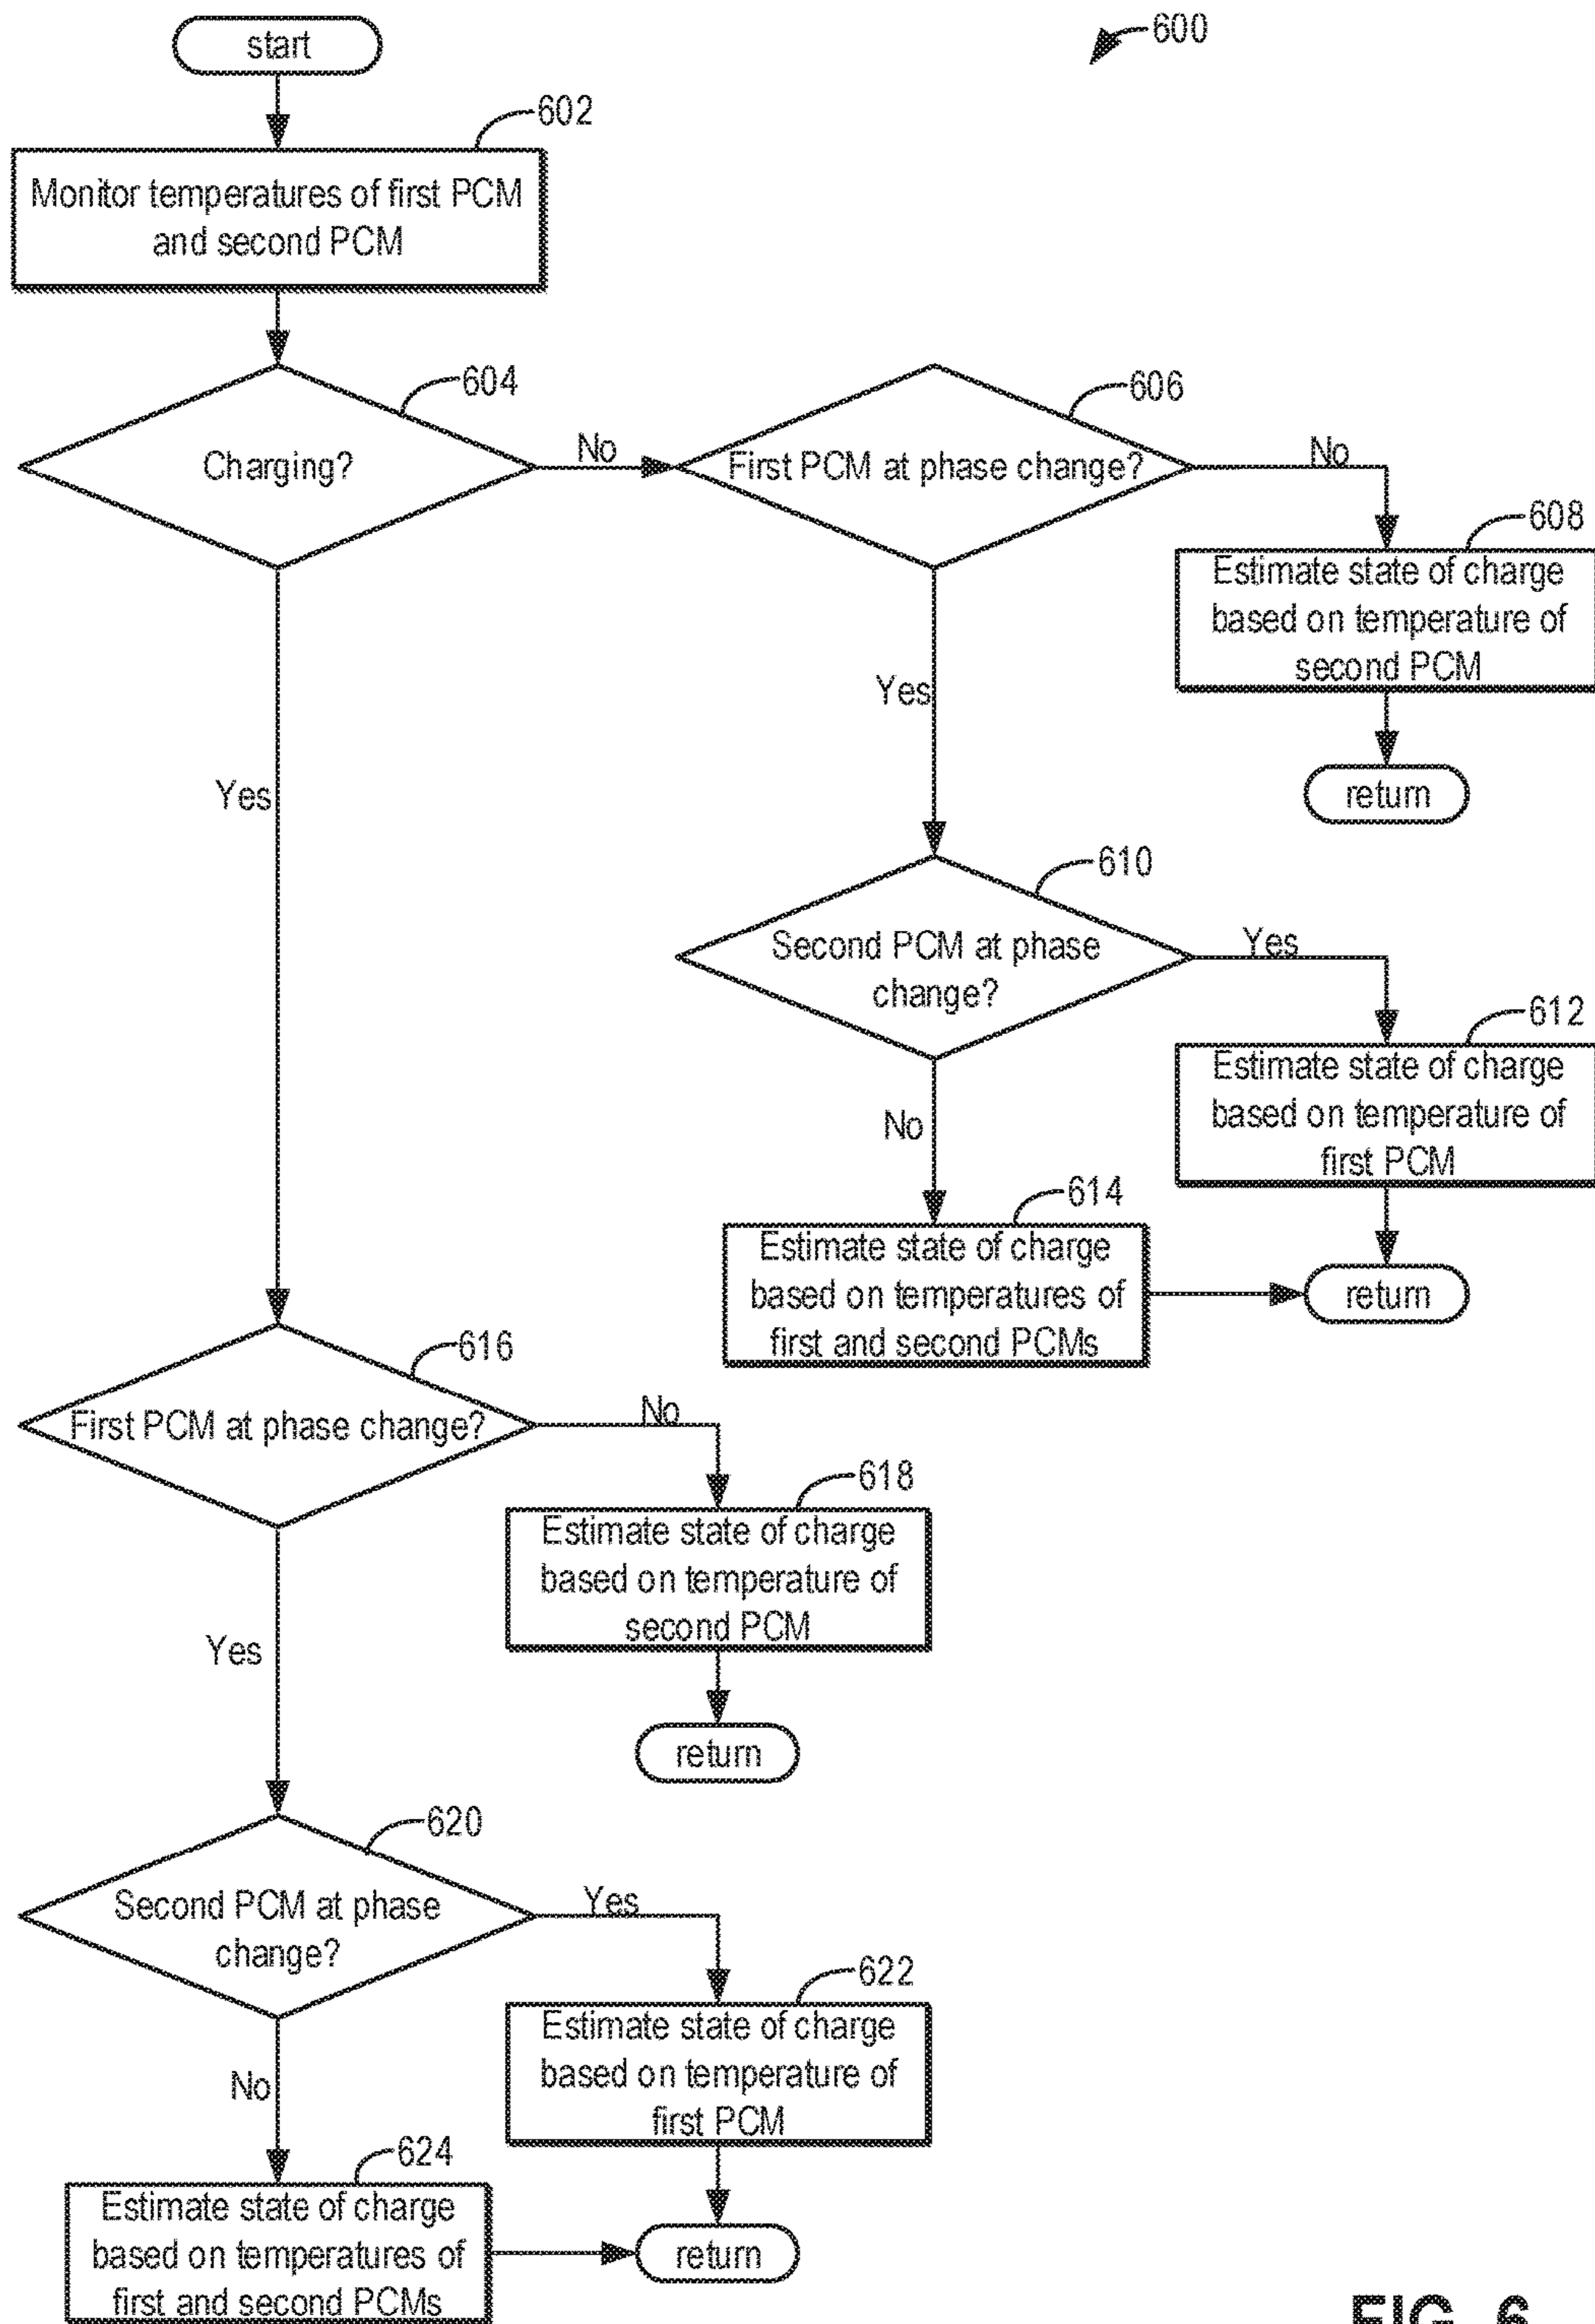 start
600
602
Monitor temperatures of first PCM
and second PCM
604
Charging?
No
606
First PCM at phase change?
No
608
Estimate state of charge
based on temperature of
second PCM
return
Yes
Yes
610
Second PCM at phase
change?
Yes
612
Estimate state of charge
based on temperature of
first PCM
return
No
614
Estimate state of charge
based on temperatures of
first and second PCMs
616
First PCM at phase change?
No
618
Estimate state of charge
based on temperature of
second PCM
return
Yes
620
Second PCM at phase
change?
Yes
622
Estimate state of charge
based on temperature of
first PCM
return
No
624
Estimate state of charge
based on temperatures of
first and second PCMs
FIG. 6